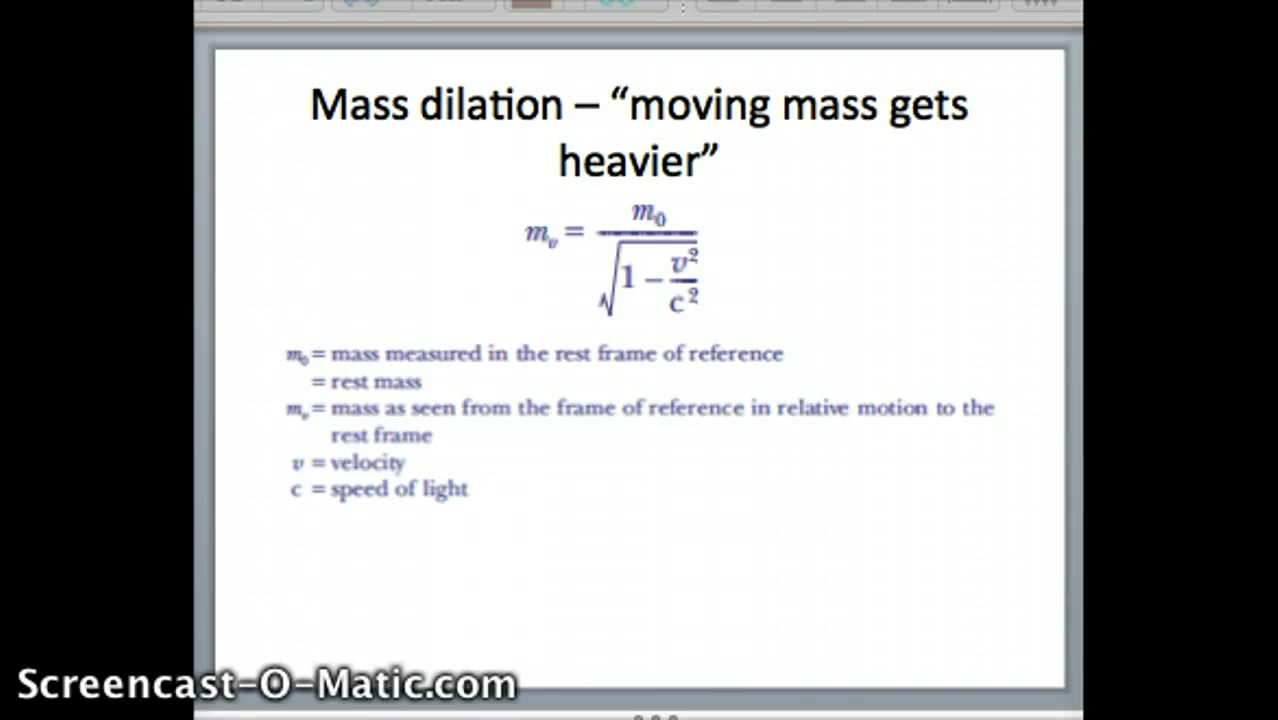 Mass dilation – “moving mass gets
heavier”
m_v = m_0 / √(1 − v²/c²)
m_0 = mass measured in the rest frame of reference
= rest mass
m_v = mass as seen from the frame of reference in relative motion to the
rest frame
v = velocity
c = speed of light
Screencast-O-Matic.com